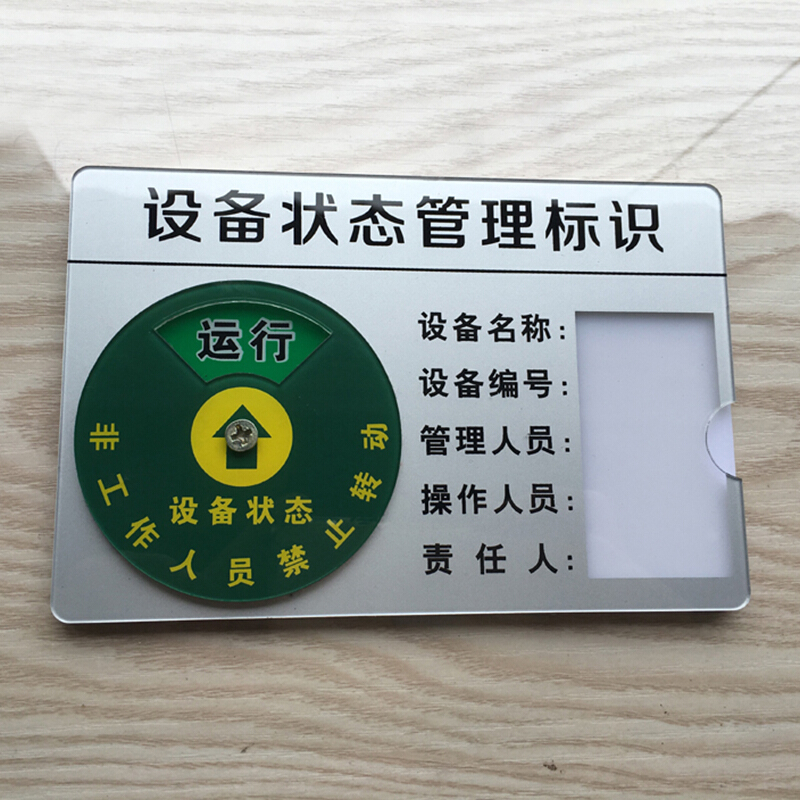 设备状态管理标识
运行
设备状态
非工作人员禁止转动
设备名称:
设备编号:
管理人员:
操作人员:
责任人: